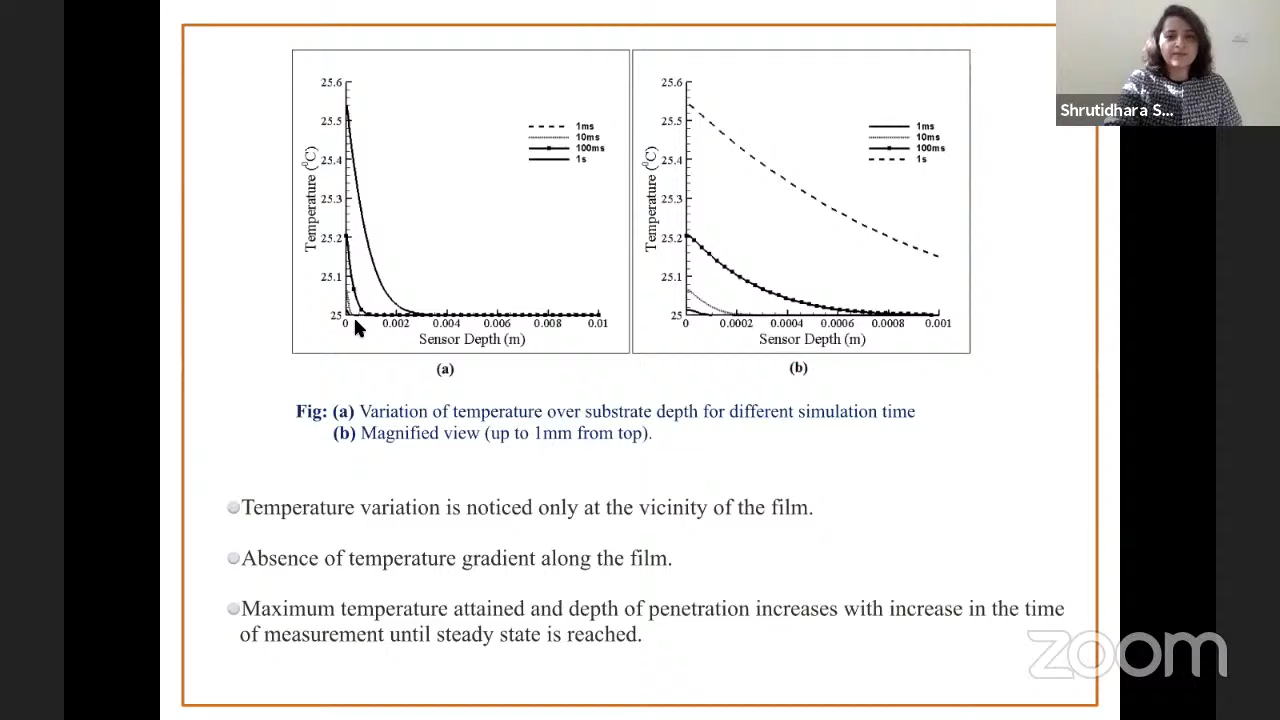 Shrutidhara S...
25.6
25.5
25.4
25.3
25.2
25.1
25
0 0.002 0.004 0.006 0.008 0.01
Temperature (⁰C)
Sensor Depth (m)
1ms
10ms
100ms
1s
25.6
25.5
25.4
25.3
25.2
25.1
25
0 0.0002 0.0004 0.0006 0.0008 0.001
Temperature (⁰C)
Sensor Depth (m)
1ms
10ms
100ms
1s
(a) (b)
Fig: (a) Variation of temperature over substrate depth for different simulation time
(b) Magnified view (up to 1mm from top).
Temperature variation is noticed only at the vicinity of the film.
Absence of temperature gradient along the film.
Maximum temperature attained and depth of penetration increases with increase in the time
of measurement until steady state is reached.
zoom